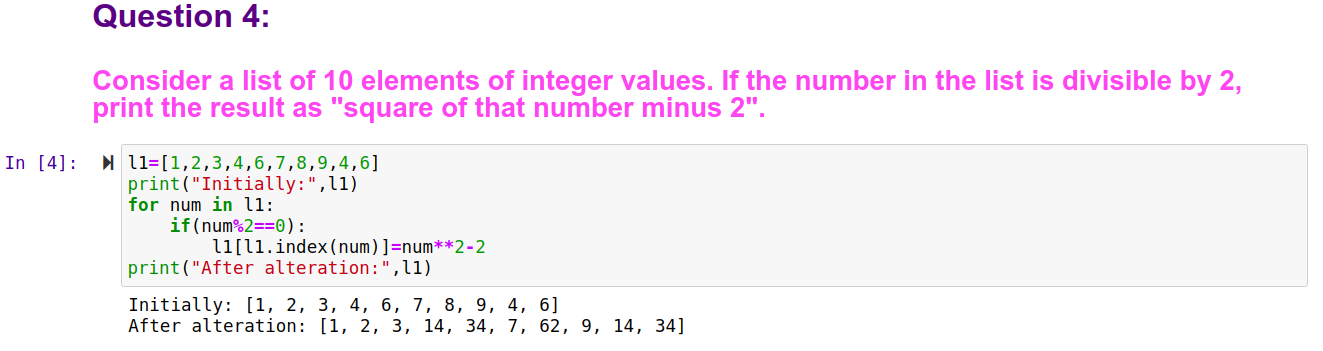 Question 4:
Consider a list of 10 elements of integer values. If the number in the list is divisible by 2,
print the result as "square of that number minus 2".
In [4]:
l1=[1,2,3,4,6,7,8,9,4,6]
print("Initially:",l1)
for num in l1:
    if(num%2==0):
        l1[l1.index(num)]=num**2-2
print("After alteration:",l1)
Initially: [1, 2, 3, 4, 6, 7, 8, 9, 4, 6]
After alteration: [1, 2, 3, 14, 34, 7, 62, 9, 14, 34]